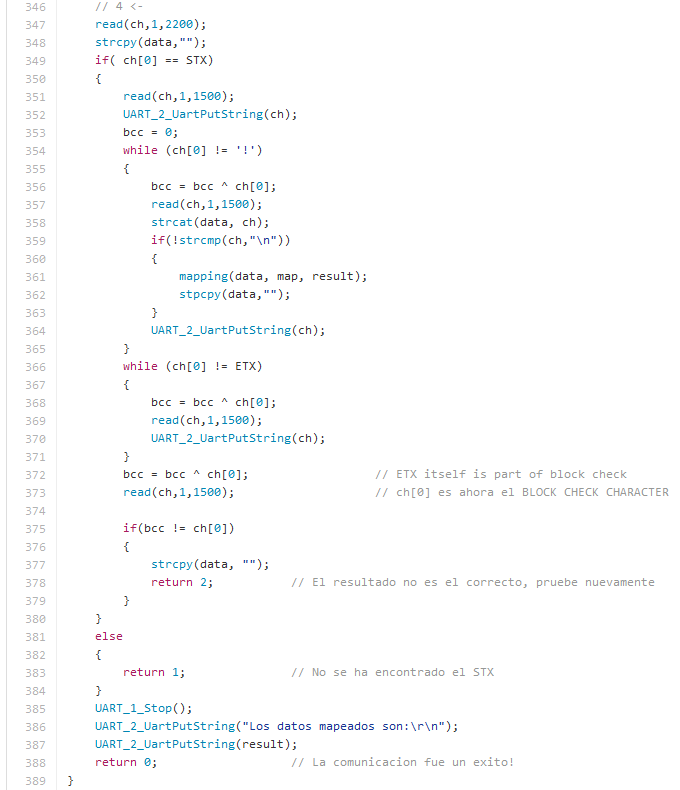 346 // 4 <-
347 read(ch,1,2200);
348 strcpy(data,"");
349 if( ch[0] == STX)
350 {
351 read(ch,1,1500);
352 UART_2_UartPutString(ch);
353 bcc = 0;
354 while (ch[0] != '!')
355 {
356 bcc = bcc ^ ch[0];
357 read(ch,1,1500);
358 strcat(data, ch);
359 if(!strcmp(ch,"\n"))
360 {
361 mapping(data, map, result);
362 stpcpy(data,"");
363 }
364 UART_2_UartPutString(ch);
365 }
366 while (ch[0] != ETX)
367 {
368 bcc = bcc ^ ch[0];
369 read(ch,1,1500);
370 UART_2_UartPutString(ch);
371 }
372 bcc = bcc ^ ch[0]; // ETX itself is part of block check
373 read(ch,1,1500); // ch[0] es ahora el BLOCK CHECK CHARACTER
374
375 if(bcc != ch[0])
376 {
377 strcpy(data, "");
378 return 2; // El resultado no es el correcto, pruebe nuevamente
379 }
380 }
381 else
382 {
383 return 1; // No se ha encontrado el STX
384 }
385 UART_1_Stop();
386 UART_2_UartPutString("Los datos mapeados son:\r\n");
387 UART_2_UartPutString(result);
388 return 0; // La comunicacion fue un exito!
389 }